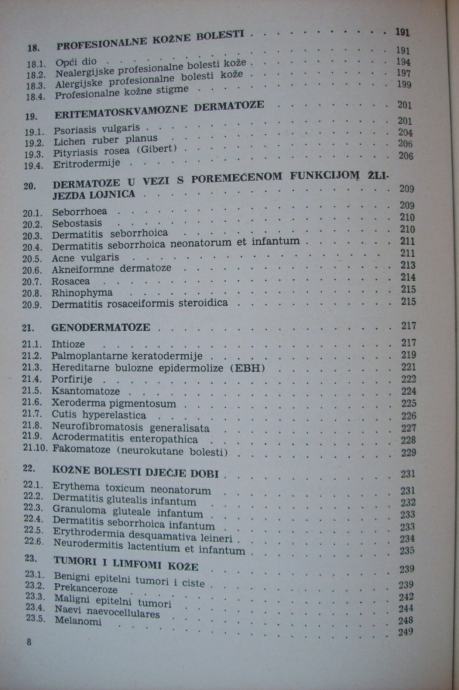 18. PROFESIONALNE KOŽNE BOLESTI . . . . . . . . . . 191
18.1. Opći dio . . . . . . . . . . 191
18.2. Nealergijske profesionalne bolesti kože . . . . . . . . . . 194
18.3. Alergijske profesionalne bolesti kože . . . . . . . . . . 197
18.4. Profesionalne kožne stigme . . . . . . . . . . 199
19. ERITEMATOSKVAMOZNE DERMATOZE . . . . . . . . . . 201
19.1. Psoriasis vulgaris . . . . . . . . . . 201
19.2. Lichen ruber planus . . . . . . . . . . 204
19.3. Pityriasis rosea (Gibert) . . . . . . . . . . 206
19.4. Eritrodermije . . . . . . . . . . 206
20. DERMATOZE U VEZI S POREMEĆENOM FUNKCIJOM ŽLI-
JEZDA LOJNICA . . . . . . . . . . 209
20.1. Seborrhoea . . . . . . . . . . 209
20.2. Sebostasis . . . . . . . . . . 210
20.3. Dermatitis seborrhoica . . . . . . . . . . 210
20.4. Dermatitis seborrhoica neonatorum et infantum . . . . . . . . . . 211
20.5. Acne vulgaris . . . . . . . . . . 211
20.6. Akneiformne dermatoze . . . . . . . . . . 213
20.7. Rosacea . . . . . . . . . . 214
20.8. Rhinophyma . . . . . . . . . . 215
20.9. Dermatitis rosaceiformis steroidica . . . . . . . . . . 215
21. GENODERMATOZE . . . . . . . . . . 217
21.1. Ihtioze . . . . . . . . . . 217
21.2. Palmoplantarne keratodermije . . . . . . . . . . 219
21.3. Hereditarne bulozne epidermolize (EBH) . . . . . . . . . . 221
21.4. Porfirije . . . . . . . . . . 222
21.5. Ksantomatoze . . . . . . . . . . 224
21.6. Xeroderma pigmentosum . . . . . . . . . . 225
21.7. Cutis hyperelastica . . . . . . . . . . 226
21.8. Neurofibromatosis generalisata . . . . . . . . . . 227
21.9. Acrodermatitis enteropathica . . . . . . . . . . 228
21.10. Fakomatoze (neurokutane bolesti) . . . . . . . . . . 229
22. KOŽNE BOLESTI DJEČJE DOBI . . . . . . . . . . 231
22.1. Erythema toxicum neonatorum . . . . . . . . . . 231
22.2. Dermatitis glutealis infantum . . . . . . . . . . 232
22.3. Granuloma gluteale infantum . . . . . . . . . . 233
22.4. Dermatitis seborrhoica infantum . . . . . . . . . . 233
22.5. Erythrodermia desquamativa leineri . . . . . . . . . . 234
22.6. Neurodermitis lactentium et infantum . . . . . . . . . . 235
23. TUMORI I LIMFOMI KOŽE . . . . . . . . . . 239
23.1. Benigni epitelni tumori i ciste . . . . . . . . . . 239
23.2. Prekanceroze . . . . . . . . . . 242
23.3. Maligni epitelni tumori . . . . . . . . . . 244
23.4. Naevi naevocellulares . . . . . . . . . . 248
23.5. Melanomi . . . . . . . . . . 249
8